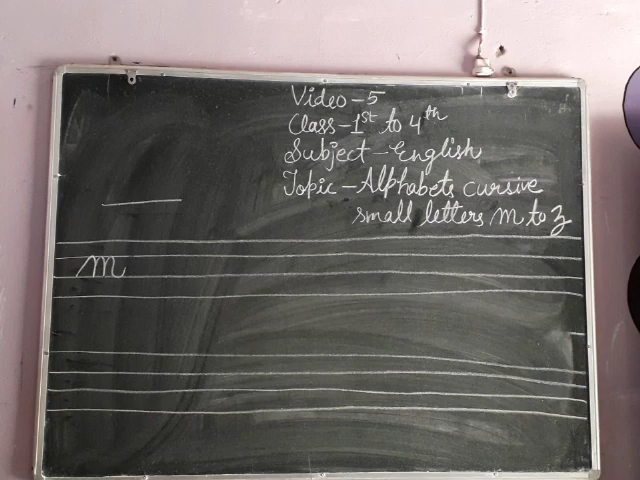 Video-5
Class-1st to 4th
Subject-English
Topic-Alphabets cursive
small letters m to z
m